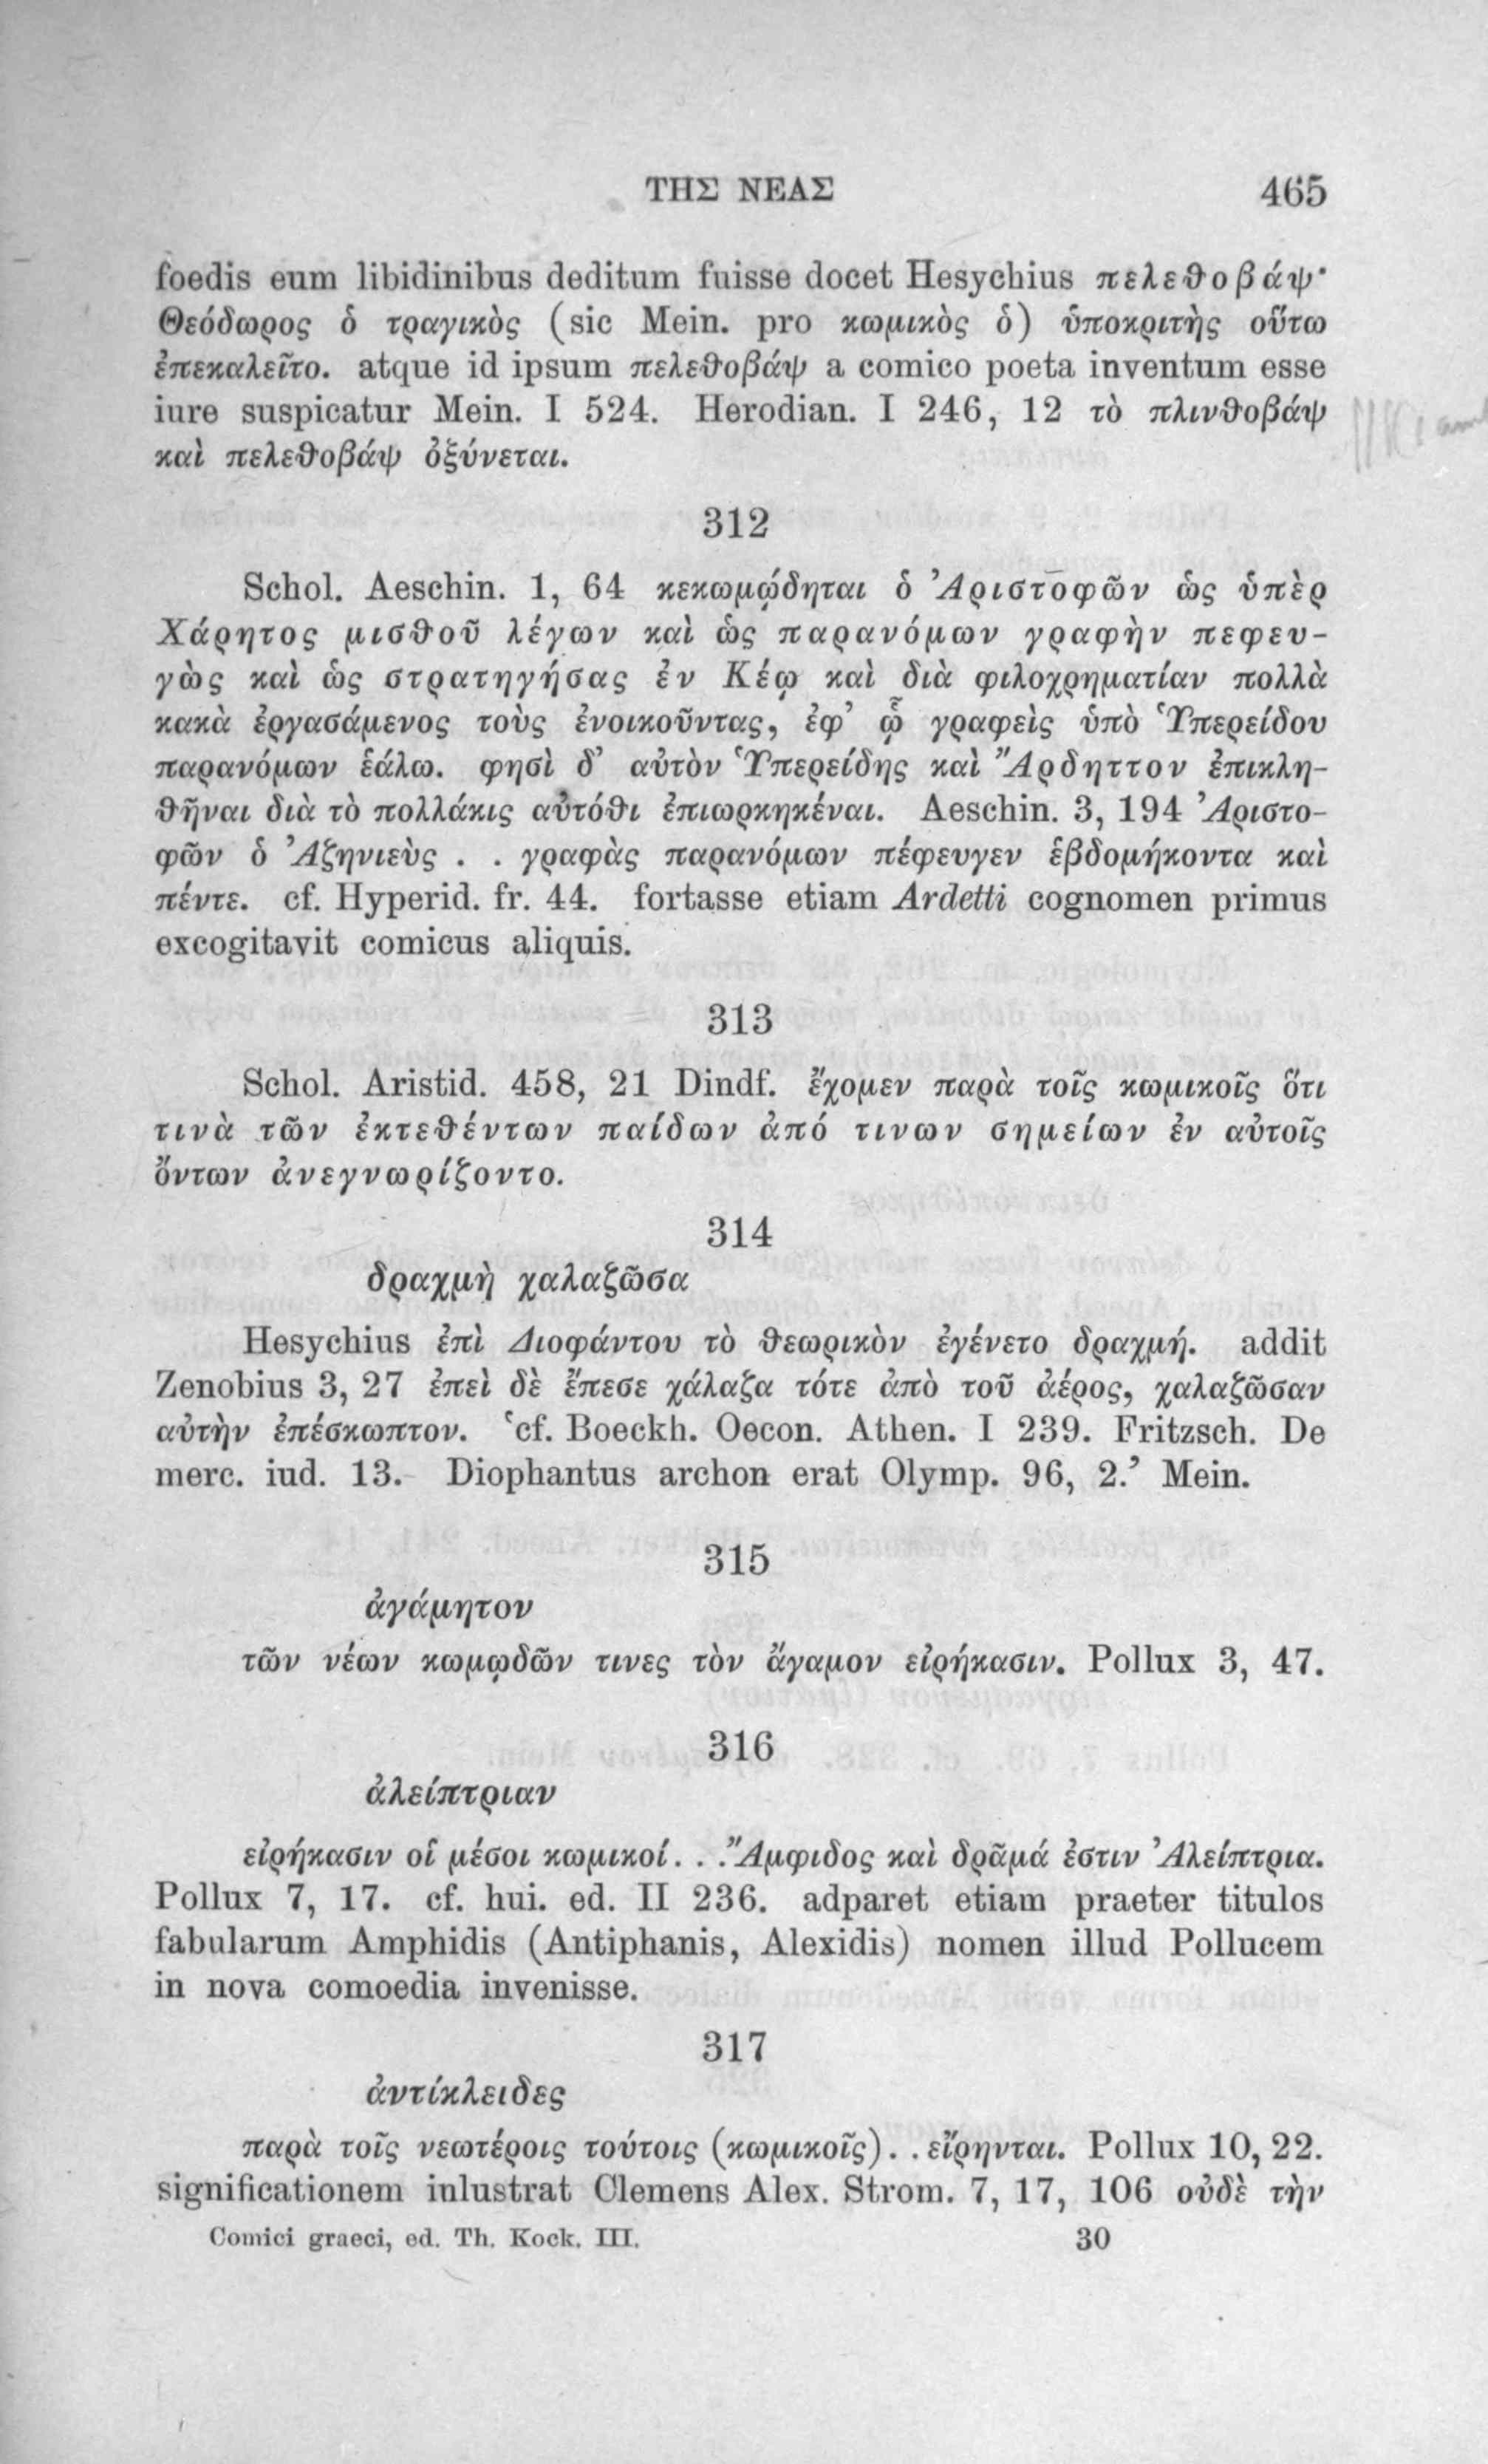 ΤΗΣ ΝΕΑΣ 465
foedis eum libidinibus deditum fuisse docet Hesychius πελεθοβάψ·
Θεόδωρος ὁ τραγικὸς (sic Mein. pro κωμικὸς ὁ) ὑποκριτὴς οὕτω
ἐπεκαλεῖτο. atque id ipsum πελεθοβάψ a comico poeta inventum esse
iure suspicatur Mein. I 524. Herodian. I 246, 12 τὸ πλινθοβάψ
καὶ πελεθοβάψ ὀξύνεται.
312
Schol. Aeschin. 1, 64 κεκωμῴδηται ὁ Ἀριστοφῶν ὡς ὑπὲρ
Χάρητος μισθοῦ λέγων καὶ ὡς παρανόμων γραφὴν πεφευ-
γὼς καὶ ὡς στρατηγήσας ἐν Κέῳ καὶ διὰ φιλοχρηματίαν πολλὰ
κακὰ ἐργασάμενος τοὺς ἐνοικοῦντας, ἐφ᾽ ᾧ γραφεὶς ὑπὸ Ὑπερείδου
παρανόμων ἑάλω. φησὶ δ᾽ αὐτὸν Ὑπερείδης καὶ Ἄρδηττον ἐπικλη-
θῆναι διὰ τὸ πολλάκις αὐτόθι ἐπιωρκηκέναι. Aeschin. 3, 194 Ἀριστο-
φῶν ὁ Ἀζηνιεὺς . . γραφὰς παρανόμων πέφευγεν ἑβδομήκοντα καὶ
πέντε. cf. Hyperid. fr. 44. fortasse etiam Ardetti cognomen primus
excogitavit comicus aliquis.
313
Schol. Aristid. 458, 21 Dindf. ἔχομεν παρὰ τοῖς κωμικοῖς ὅτι
τινὰ τῶν ἐκτεθέντων παίδων ἀπό τινων σημείων ἐν αὐτοῖς
ὄντων ἀνεγνωρίζοντο.
314
δραχμὴ χαλαζῶσα
Hesychius ἐπὶ Διοφάντου τὸ θεωρικὸν ἐγένετο δραχμή. addit
Zenobius 3, 27 ἐπεὶ δὲ ἔπεσε χάλαζα τότε ἀπὸ τοῦ ἀέρος, χαλαζῶσαν
αὐτὴν ἐπέσκωπτον. ‘cf. Boeckh. Oecon. Athen. I 239. Fritzsch. De
merc. iud. 13. Diophantus archon erat Olymp. 96, 2.’ Mein.
315
ἀγάμητον
τῶν νέων κωμῳδῶν τινες τὸν ἄγαμον εἰρήκασιν. Pollux 3, 47.
316
ἀλείπτριαν
εἰρήκασιν οἱ μέσοι κωμικοί. . . Ἄμφιδος καὶ δρᾶμά ἐστιν Ἀλείπτρια.
Pollux 7, 17. cf. hui. ed. II 236. adparet etiam praeter titulos
fabularum Amphidis (Antiphanis, Alexidis) nomen illud Pollucem
in nova comoedia invenisse.
317
ἀντίκλειδες
παρὰ τοῖς νεωτέροις τούτοις (κωμικοῖς). . εἴρηνται. Pollux 10, 22.
significationem inlustrat Clemens Alex. Strom. 7, 17, 106 οὐδὲ τὴν
Comici graeci, ed. Th. Kock. III. 30